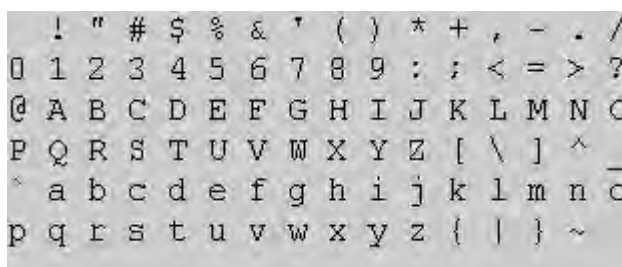 ! " # $ % & ' ( ) * + , - . /
0 1 2 3 4 5 6 7 8 9 : ; < = > ?
@ A B C D E F G H I J K L M N O
P Q R S T U V W X Y Z [ \ ] ^ _
` a b c d e f g h i j k l m n o
p q r s t u v w x y z { | } ~